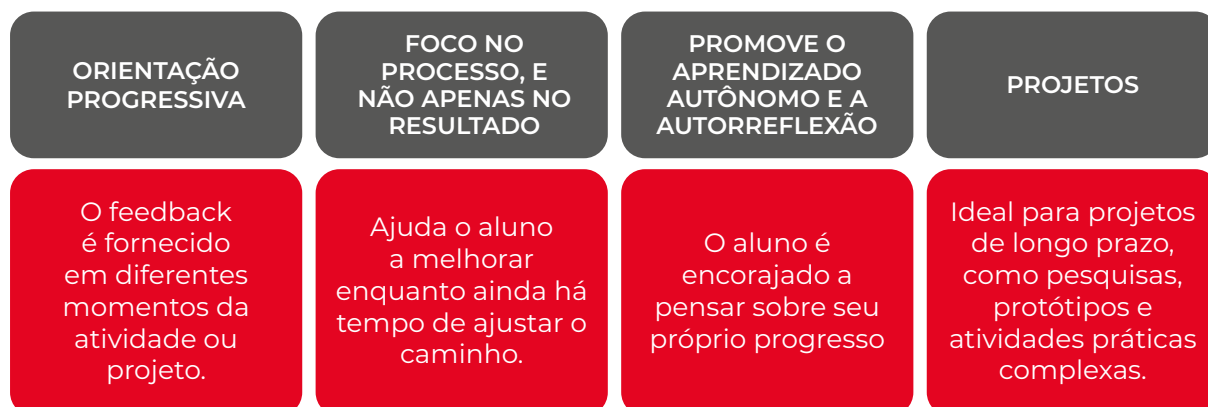 ORIENTAÇÃO
PROGRESSIVA
FOCO NO
PROCESSO, E
NÃO APENAS NO
RESULTADO
PROMOVE O
APRENDIZADO
AUTÔNOMO E A
AUTORREFLEXÃO
PROJETOS
O feedback
é fornecido
em diferentes
momentos da
atividade ou
projeto.
Ajuda o aluno
a melhorar
enquanto ainda há
tempo de ajustar o
caminho.
O aluno é
encorajado a
pensar sobre seu
próprio progresso
Ideal para projetos
de longo prazo,
como pesquisas,
protótipos e
atividades práticas
complexas.